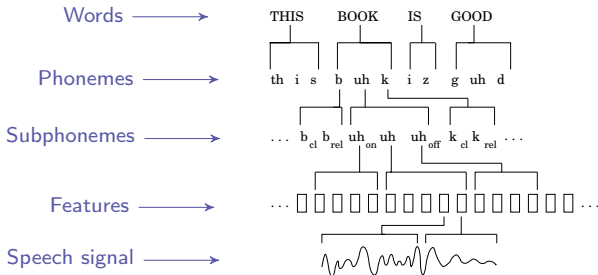 Words THIS BOOK IS GOOD
Phonemes th i s b uh k i z g uh d
Subphonemes ... b_cl b_rel uh_on uh uh_off k_cl k_rel ...
Features ... ...
Speech signal